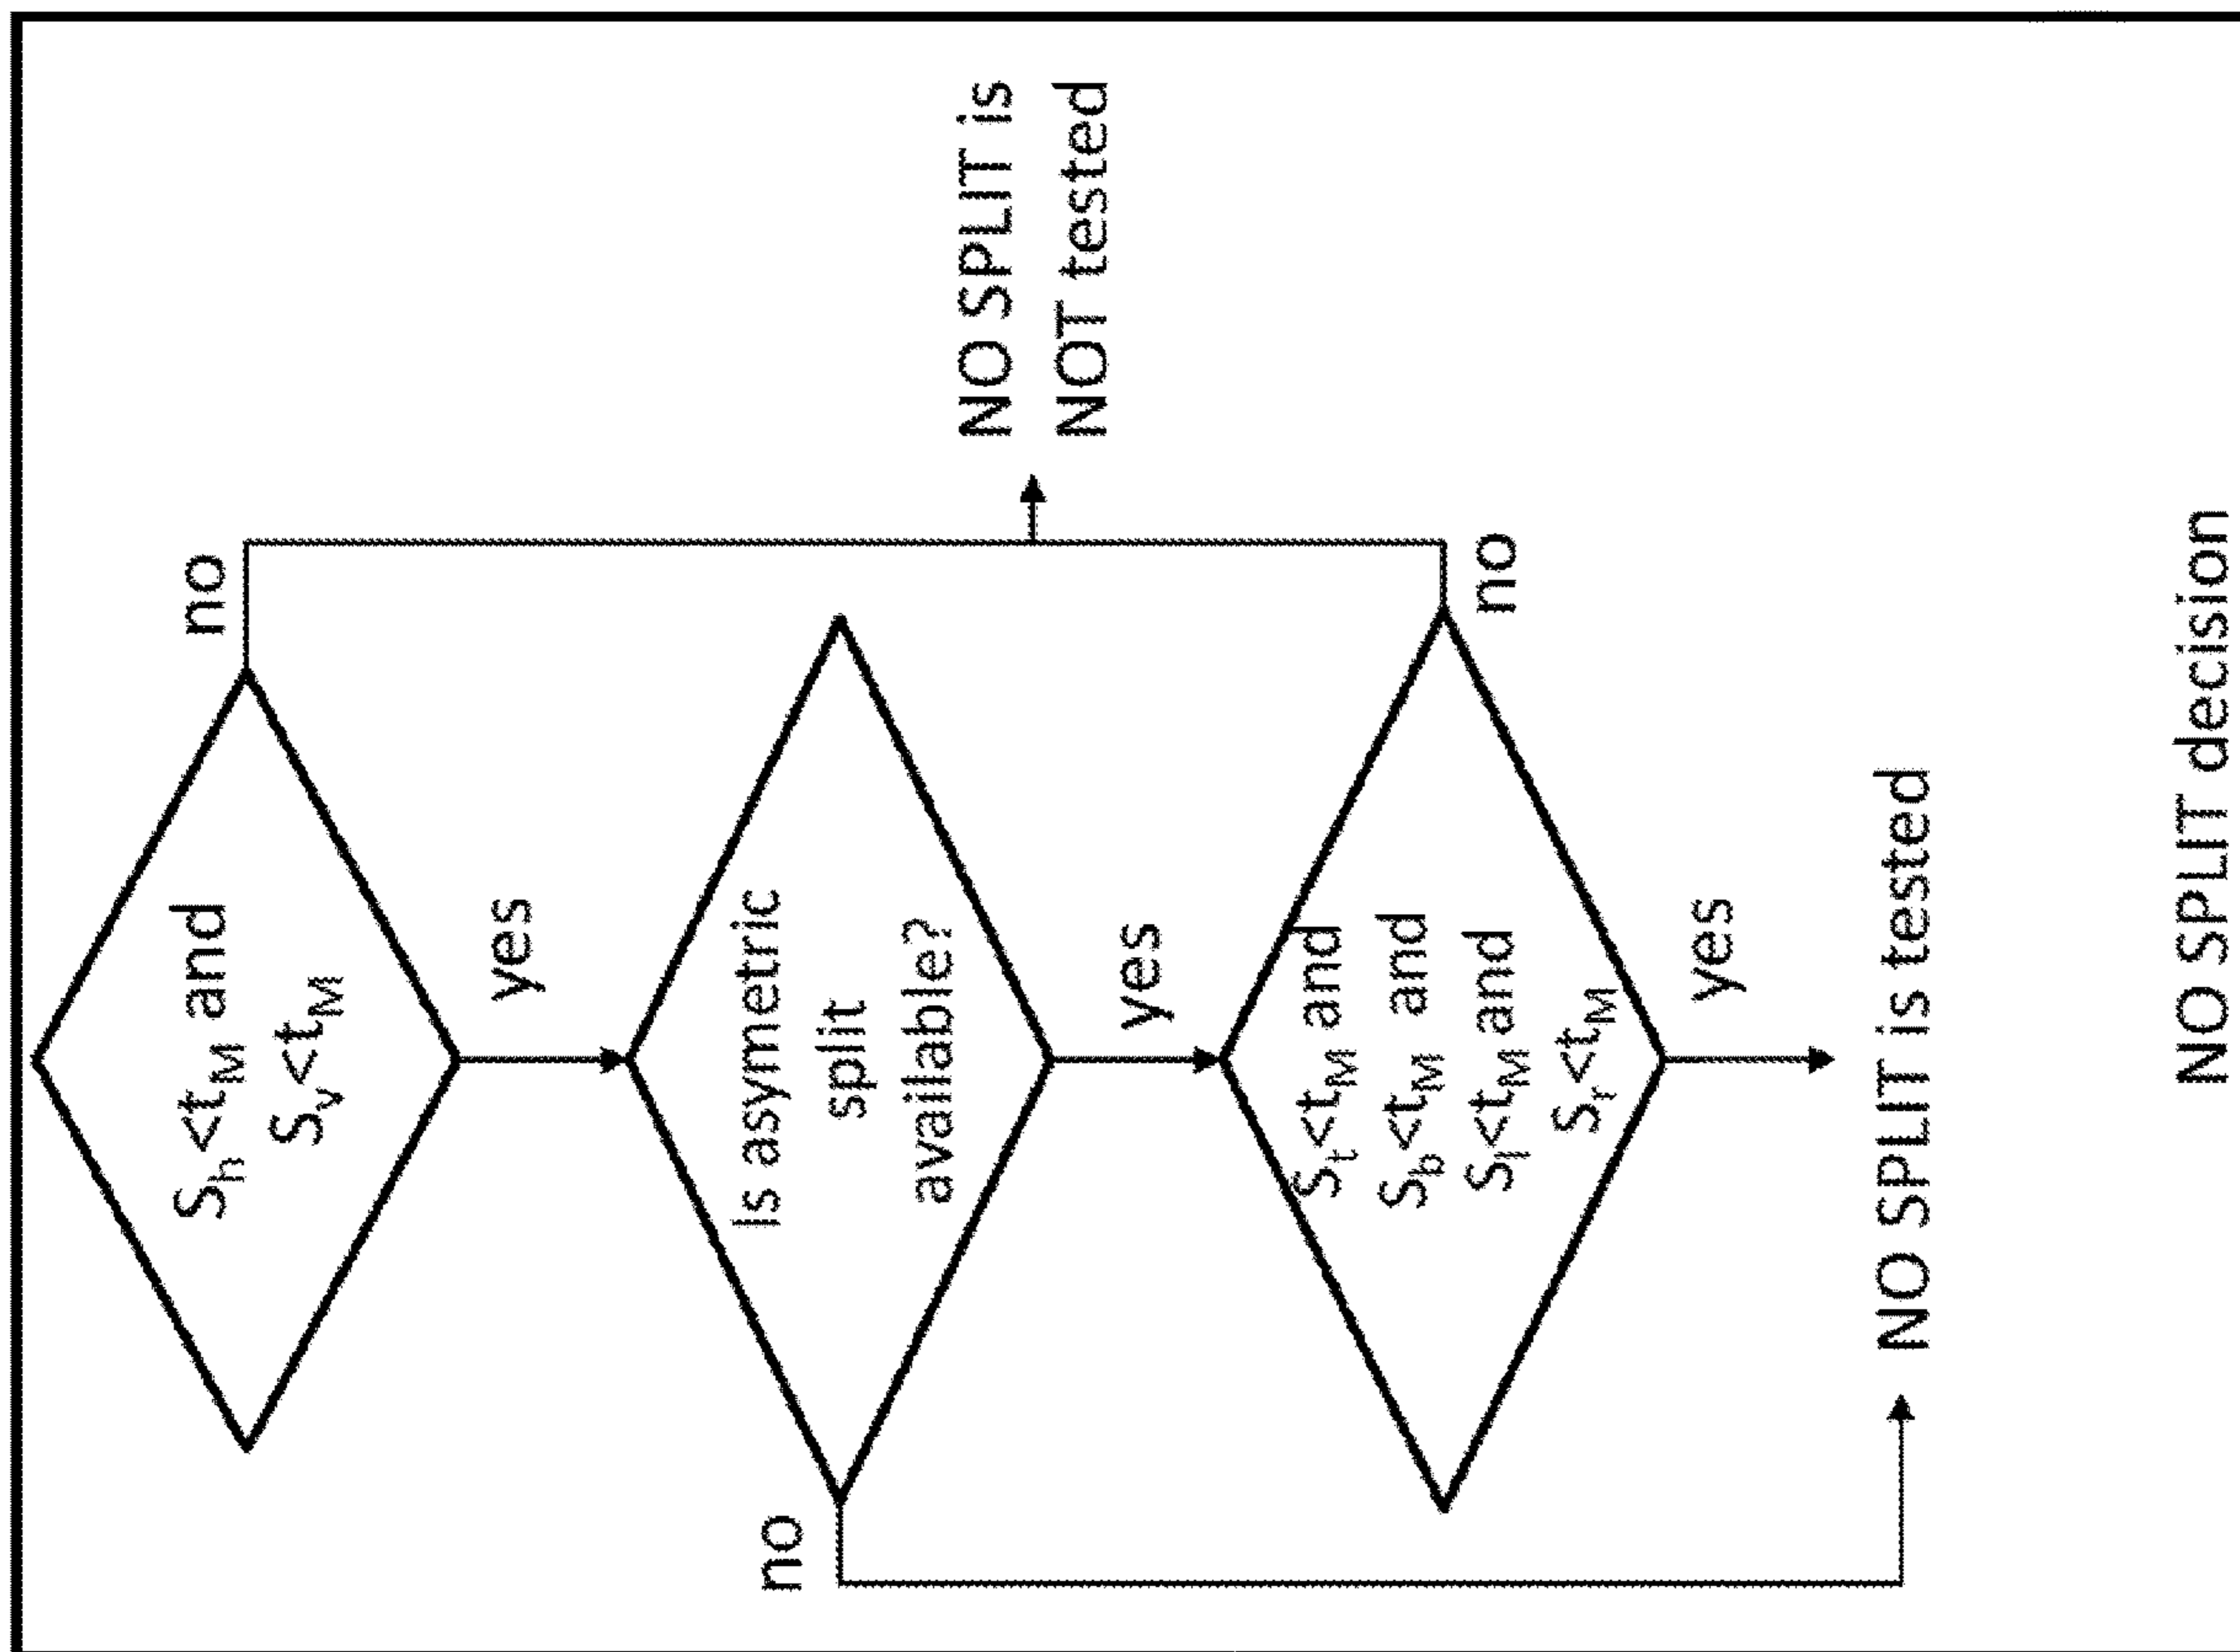 S_h<t_M and
S_v<t_M
no
yes
Is asymetric
split
available?
no
yes
S_t<t_M and
S_b<t_M and
S_l<t_M and
S_r<t_M
no
yes
NO SPLIT is
NOT tested
NO SPLIT is tested
NO SPLIT decision